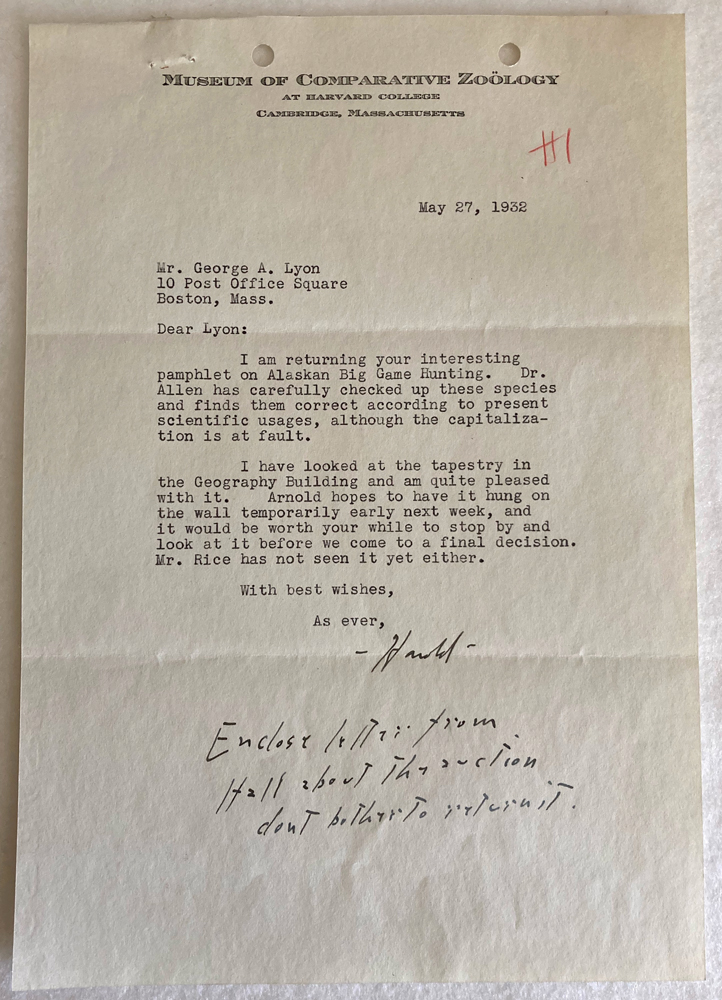 MUSEUM OF COMPARATIVE ZOÖLOGY
AT HARVARD COLLEGE
CAMBRIDGE, MASSACHUSETTS
#1
May 27, 1932
Mr. George A. Lyon
10 Post Office Square
Boston, Mass.
Dear Lyon:
I am returning your interesting
pamphlet on Alaskan Big Game Hunting. Dr.
Allen has carefully checked up these species
and finds them correct according to present
scientific usages, although the capitaliza-
tion is at fault.
I have looked at the tapestry in
the Geography Building and am quite pleased
with it. Arnold hopes to have it hung on
the wall temporarily early next week, and
it would be worth your while to stop by and
look at it before we come to a final decision.
Mr. Rice has not seen it yet either.
With best wishes,
As ever,
- Harold -
Enclose letter from
Hall about the auction
dont bother to return it.